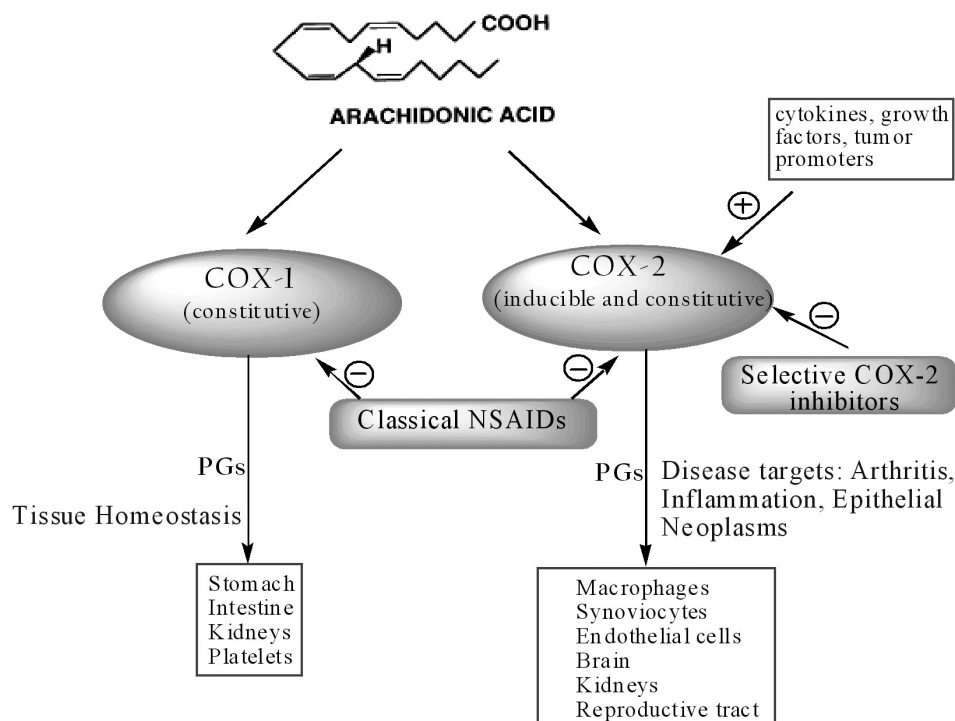 COOH
H
ARACHIDONIC ACID
cytokines, growth
factors, tumor
promoters
+
COX-1
(constitutive)
COX-2
(inducible and constitutive)
−
−
−
Classical NSAIDs
Selective COX-2
inhibitors
PGs
Tissue Homeostasis
PGs
Disease targets: Arthritis,
Inflammation, Epithelial
Neoplasms
Stomach
Intestine
Kidneys
Platelets
Macrophages
Synoviocytes
Endothelial cells
Brain
Kidneys
Reproductive tract